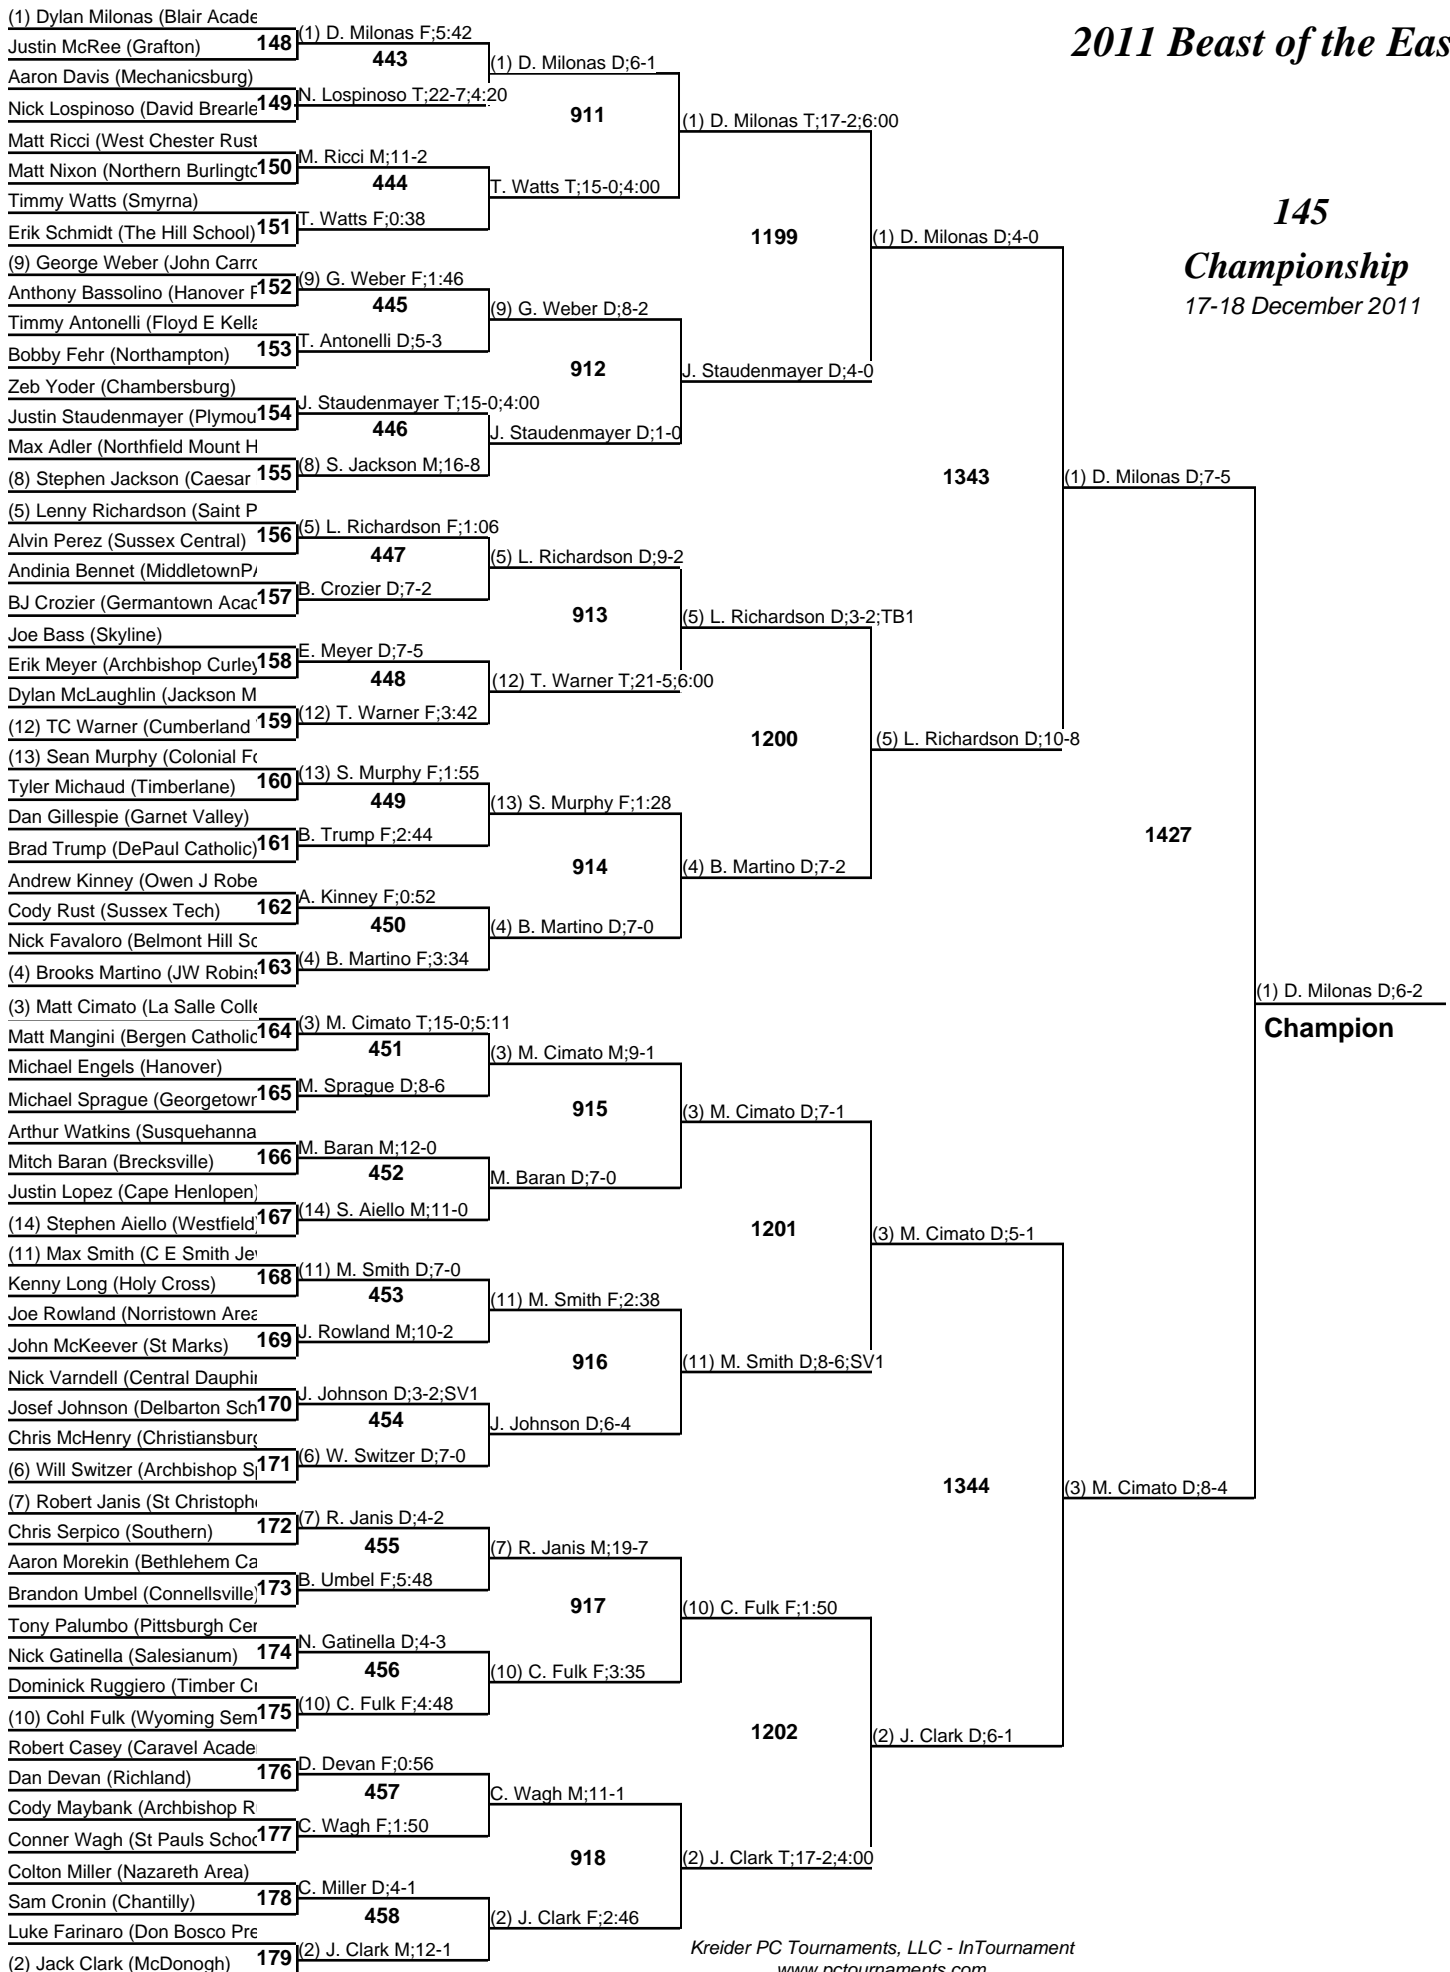 2011 Beast of the Eas
145
Championship
17-18 December 2011
(1) Dylan Milonas (Blair Acade
Justin McRee (Grafton)
148
Aaron Davis (Mechanicsburg)
Nick Lospinoso (David Brearle
149
Matt Ricci (West Chester Rust
Matt Nixon (Northern Burlingto
150
Timmy Watts (Smyrna)
Erik Schmidt (The Hill School)
151
(9) George Weber (John Carro
Anthony Bassolino (Hanover P
152
Timmy Antonelli (Floyd E Kella
Bobby Fehr (Northampton)
153
Zeb Yoder (Chambersburg)
Justin Staudenmayer (Plymou
154
Max Adler (Northfield Mount H
(8) Stephen Jackson (Caesar
155
(5) Lenny Richardson (Saint P
Alvin Perez (Sussex Central)
156
Andinia Bennet (MiddletownPA
BJ Crozier (Germantown Acad
157
Joe Bass (Skyline)
Erik Meyer (Archbishop Curley
158
Dylan McLaughlin (Jackson M
(12) TC Warner (Cumberland
159
(13) Sean Murphy (Colonial Fo
Tyler Michaud (Timberlane)
160
Dan Gillespie (Garnet Valley)
Brad Trump (DePaul Catholic)
161
Andrew Kinney (Owen J Robe
Cody Rust (Sussex Tech)
162
Nick Favaloro (Belmont Hill Sc
(4) Brooks Martino (JW Robins
163
(3) Matt Cimato (La Salle Colle
Matt Mangini (Bergen Catholic
164
Michael Engels (Hanover)
Michael Sprague (Georgetown
165
Arthur Watkins (Susquehanna
Mitch Baran (Brecksville)
166
Justin Lopez (Cape Henlopen)
(14) Stephen Aiello (Westfield)
167
(11) Max Smith (C E Smith Jew
Kenny Long (Holy Cross)
168
Joe Rowland (Norristown Area
John McKeever (St Marks)
169
Nick Varndell (Central Dauphin
Josef Johnson (Delbarton Sch
170
Chris McHenry (Christiansburg
(6) Will Switzer (Archbishop Sp
171
(7) Robert Janis (St Christophe
Chris Serpico (Southern)
172
Aaron Morekin (Bethlehem Ca
Brandon Umbel (Connellsville)
173
Tony Palumbo (Pittsburgh Cen
Nick Gatinella (Salesianum)
174
Dominick Ruggiero (Timber Cr
(10) Cohl Fulk (Wyoming Sem
175
Robert Casey (Caravel Acade
Dan Devan (Richland)
176
Cody Maybank (Archbishop R
Conner Wagh (St Pauls Schoo
177
Colton Miller (Nazareth Area)
Sam Cronin (Chantilly)
178
Luke Farinaro (Don Bosco Pre
(2) Jack Clark (McDonogh)
179
(1) D. Milonas F;5:42
443
N. Lospinoso T;22-7;4:20
M. Ricci M;11-2
444
T. Watts F;0:38
(9) G. Weber F;1:46
445
T. Antonelli D;5-3
J. Staudenmayer T;15-0;4:00
446
(8) S. Jackson M;16-8
(5) L. Richardson F;1:06
447
B. Crozier D;7-2
E. Meyer D;7-5
448
(12) T. Warner F;3:42
(13) S. Murphy F;1:55
449
B. Trump F;2:44
A. Kinney F;0:52
450
(4) B. Martino F;3:34
(3) M. Cimato T;15-0;5:11
451
M. Sprague D;8-6
M. Baran M;12-0
452
(14) S. Aiello M;11-0
(11) M. Smith D;7-0
453
J. Rowland M;10-2
J. Johnson D;3-2;SV1
454
(6) W. Switzer D;7-0
(7) R. Janis D;4-2
455
B. Umbel F;5:48
N. Gatinella D;4-3
456
(10) C. Fulk F;4:48
D. Devan F;0:56
457
C. Wagh F;1:50
C. Miller D;4-1
458
(2) J. Clark M;12-1
(1) D. Milonas D;6-1
911
T. Watts T;15-0;4:00
(9) G. Weber D;8-2
912
J. Staudenmayer D;1-0
(5) L. Richardson D;9-2
913
(12) T. Warner T;21-5;6:00
(13) S. Murphy F;1:28
914
(4) B. Martino D;7-0
(3) M. Cimato M;9-1
915
M. Baran D;7-0
(11) M. Smith F;2:38
916
J. Johnson D;6-4
(7) R. Janis M;19-7
917
(10) C. Fulk F;3:35
C. Wagh M;11-1
918
(2) J. Clark F;2:46
(1) D. Milonas T;17-2;6:00
1199
J. Staudenmayer D;4-0
(5) L. Richardson D;3-2;TB1
1200
(4) B. Martino D;7-2
(3) M. Cimato D;7-1
1201
(11) M. Smith D;8-6;SV1
(10) C. Fulk F;1:50
1202
(2) J. Clark T;17-2;4:00
(1) D. Milonas D;4-0
1343
(5) L. Richardson D;10-8
(3) M. Cimato D;5-1
1344
(2) J. Clark D;6-1
(1) D. Milonas D;7-5
1427
(3) M. Cimato D;8-4
(1) D. Milonas D;6-2
Champion
Kreider PC Tournaments, LLC - InTournament
www.pctournaments.com